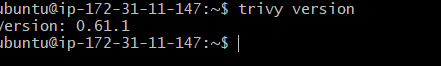 ubuntu@ip-172-31-11-147:~$ trivy version
Version: 0.61.1
ubuntu@ip-172-31-11-147:~$